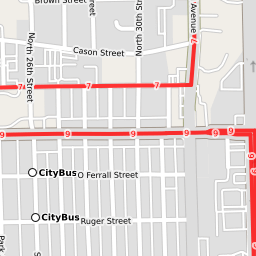 Brown Street
Avenue
7
Cason Street
North 30th Street
North 26th Street
7
7
7
9
9
9
9
9
9
9
CityBus
O Ferrall Street
CityBus
Ruger Street
Park